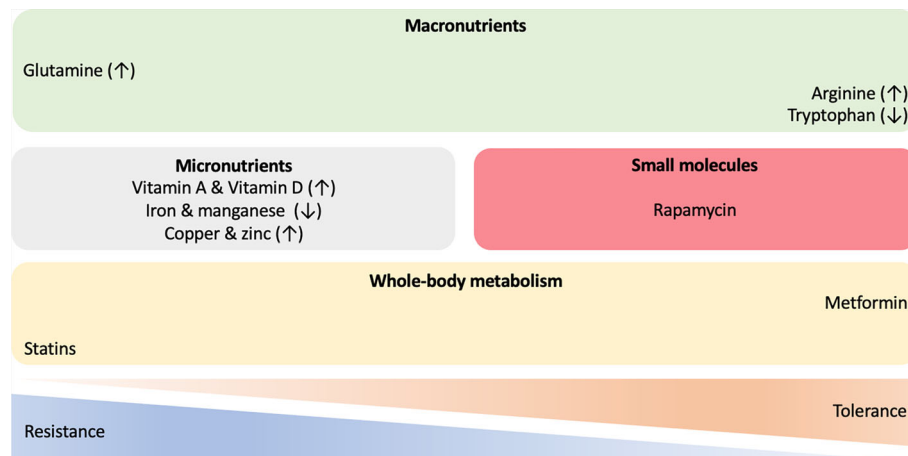 Macronutrients
Glutamine (↑)
Arginine (↑)
Tryptophan (↓)
Micronutrients
Vitamin A & Vitamin D (↑)
Iron & manganese (↓)
Copper & zinc (↑)
Small molecules
Rapamycin
Whole-body metabolism
Metformin
Statins
Tolerance
Resistance